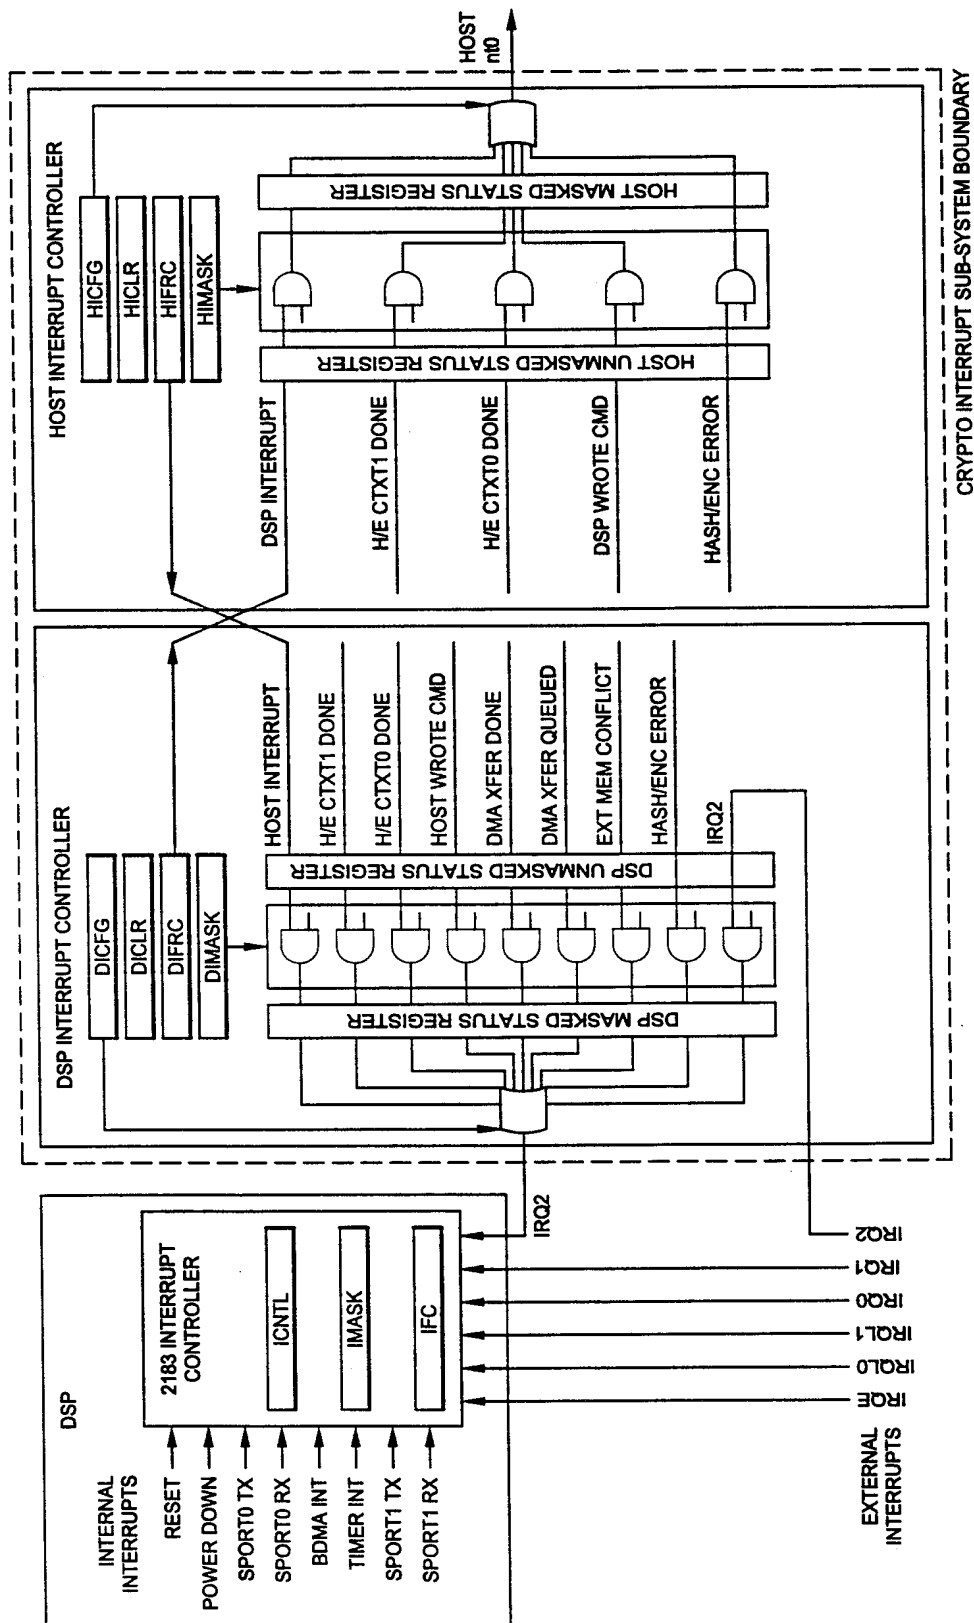 DSP
INTERNAL
INTERRUPTS
RESET
POWER DOWN
SPORT0 TX
SPORT0 RX
BDMA INT
TIMER INT
SPORT1 TX
SPORT1 RX
2183 INTERRUPT
CONTROLLER
ICNTL
IMASK
IFC
IRQ2
EXTERNAL
INTERRUPTS
IRQE
IRQL0
IRQL1
IRQ0
IRQ1
IRQ2
DSP INTERRUPT CONTROLLER
DICFG
DICLR
DIFRC
DIMASK
DSP MASKED STATUS REGISTER
DSP UNMASKED STATUS REGISTER
HOST INTERRUPT
H/E CTXT1 DONE
H/E CTXT0 DONE
HOST WROTE CMD
DMA XFER DONE
DMA XFER QUEUED
EXT MEM CONFLICT
HASH/ENC ERROR
IRQ2
HOST INTERRUPT CONTROLLER
HICFG
HICLR
HIFRC
HIMASK
DSP INTERRUPT
H/E CTXT1 DONE
H/E CTXT0 DONE
DSP WROTE CMD
HASH/ENC ERROR
HOST UNMASKED STATUS REGISTER
HOST MASKED STATUS REGISTER
HOST
nt0
CRYPTO INTERRUPT SUB-SYSTEM BOUNDARY